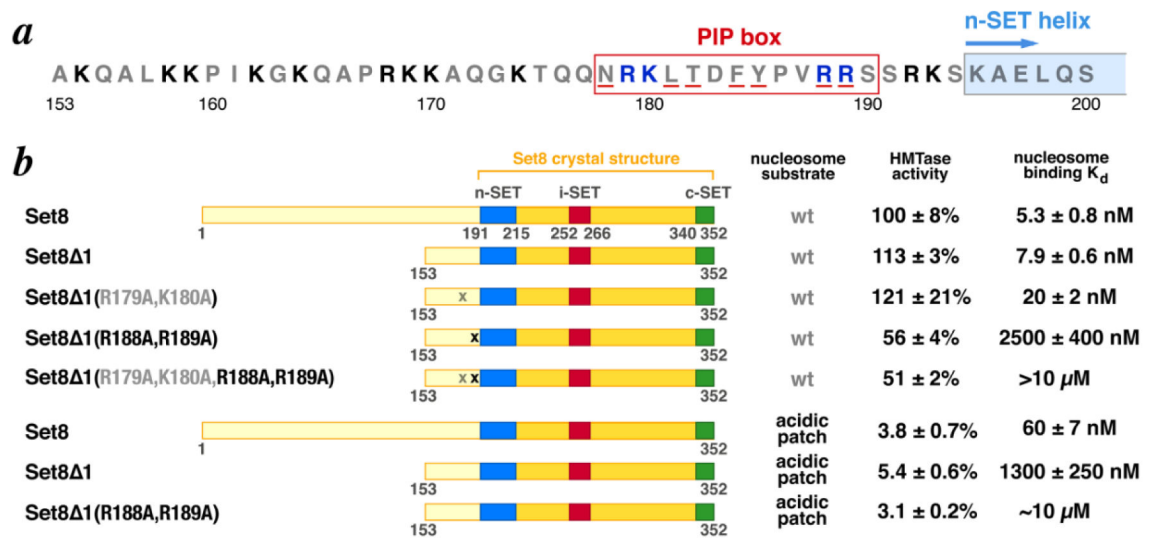 a
n-SET helix
PIP box
AKQALKKPIKGKQAPRKKAQGKTQQNRKLTDFYPVRRSSRKSKAELQS
153 160 170 180 190 200
b
Set8 crystal structure
nucleosome substrate HMTase activity nucleosome binding Kd
n-SET i-SET c-SET
Set8 wt 100 ± 8% 5.3 ± 0.8 nM
1 191 215 252 266 340 352
Set8Δ1 wt 113 ± 3% 7.9 ± 0.6 nM
153 352
Set8Δ1(R179A,K180A) x wt 121 ± 21% 20 ± 2 nM
153 352
Set8Δ1(R188A,R189A) x wt 56 ± 4% 2500 ± 400 nM
153 352
Set8Δ1(R179A,K180A,R188A,R189A) x x wt 51 ± 2% >10 µM
153 352
Set8 acidic patch 3.8 ± 0.7% 60 ± 7 nM
1 352
Set8Δ1 acidic patch 5.4 ± 0.6% 1300 ± 250 nM
153 352
Set8Δ1(R188A,R189A) acidic patch 3.1 ± 0.2% ~10 µM
153 352